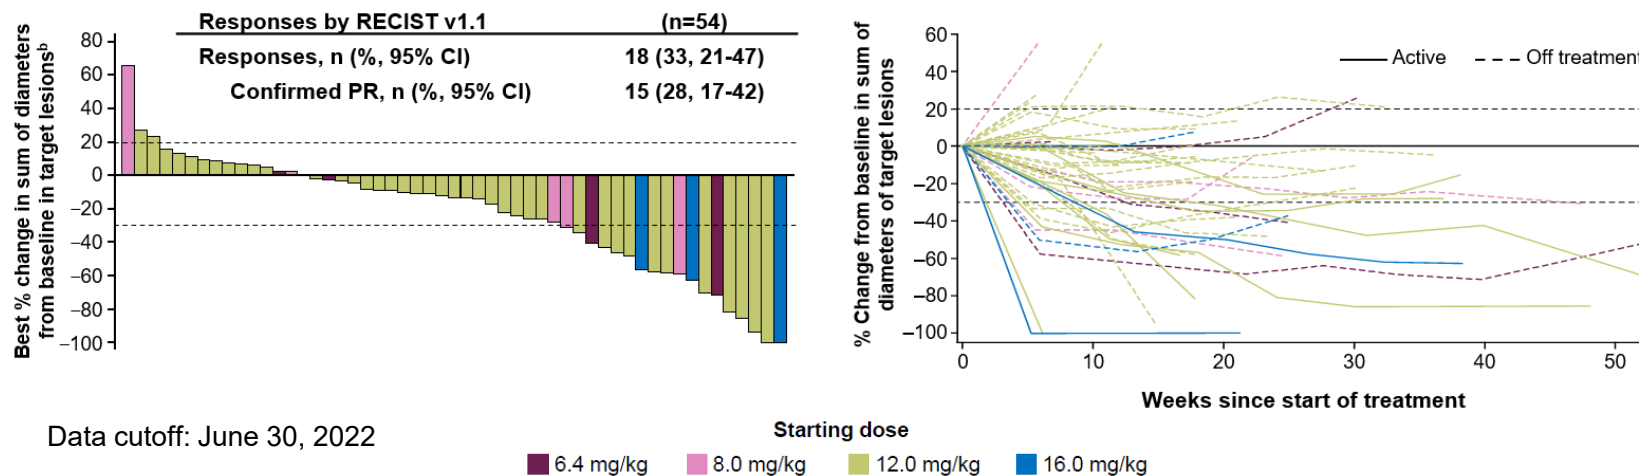 Responses by RECIST v1.1 (n=54)
Responses, n (%, 95% CI) 18 (33, 21-47)
Confirmed PR, n (%, 95% CI) 15 (28, 17-42)
Best % change in sum of diameters
from baseline in target lesionsᵇ
80
60
40
20
0
−20
−40
−60
−80
−100
% Change from baseline in sum of
diameters of target lesions
60
40
20
0
−20
−40
−60
−80
−100
Active Off treatment
0 10 20 30 40 50
Weeks since start of treatment
Data cutoff: June 30, 2022
Starting dose
6.4 mg/kg 8.0 mg/kg 12.0 mg/kg 16.0 mg/kg